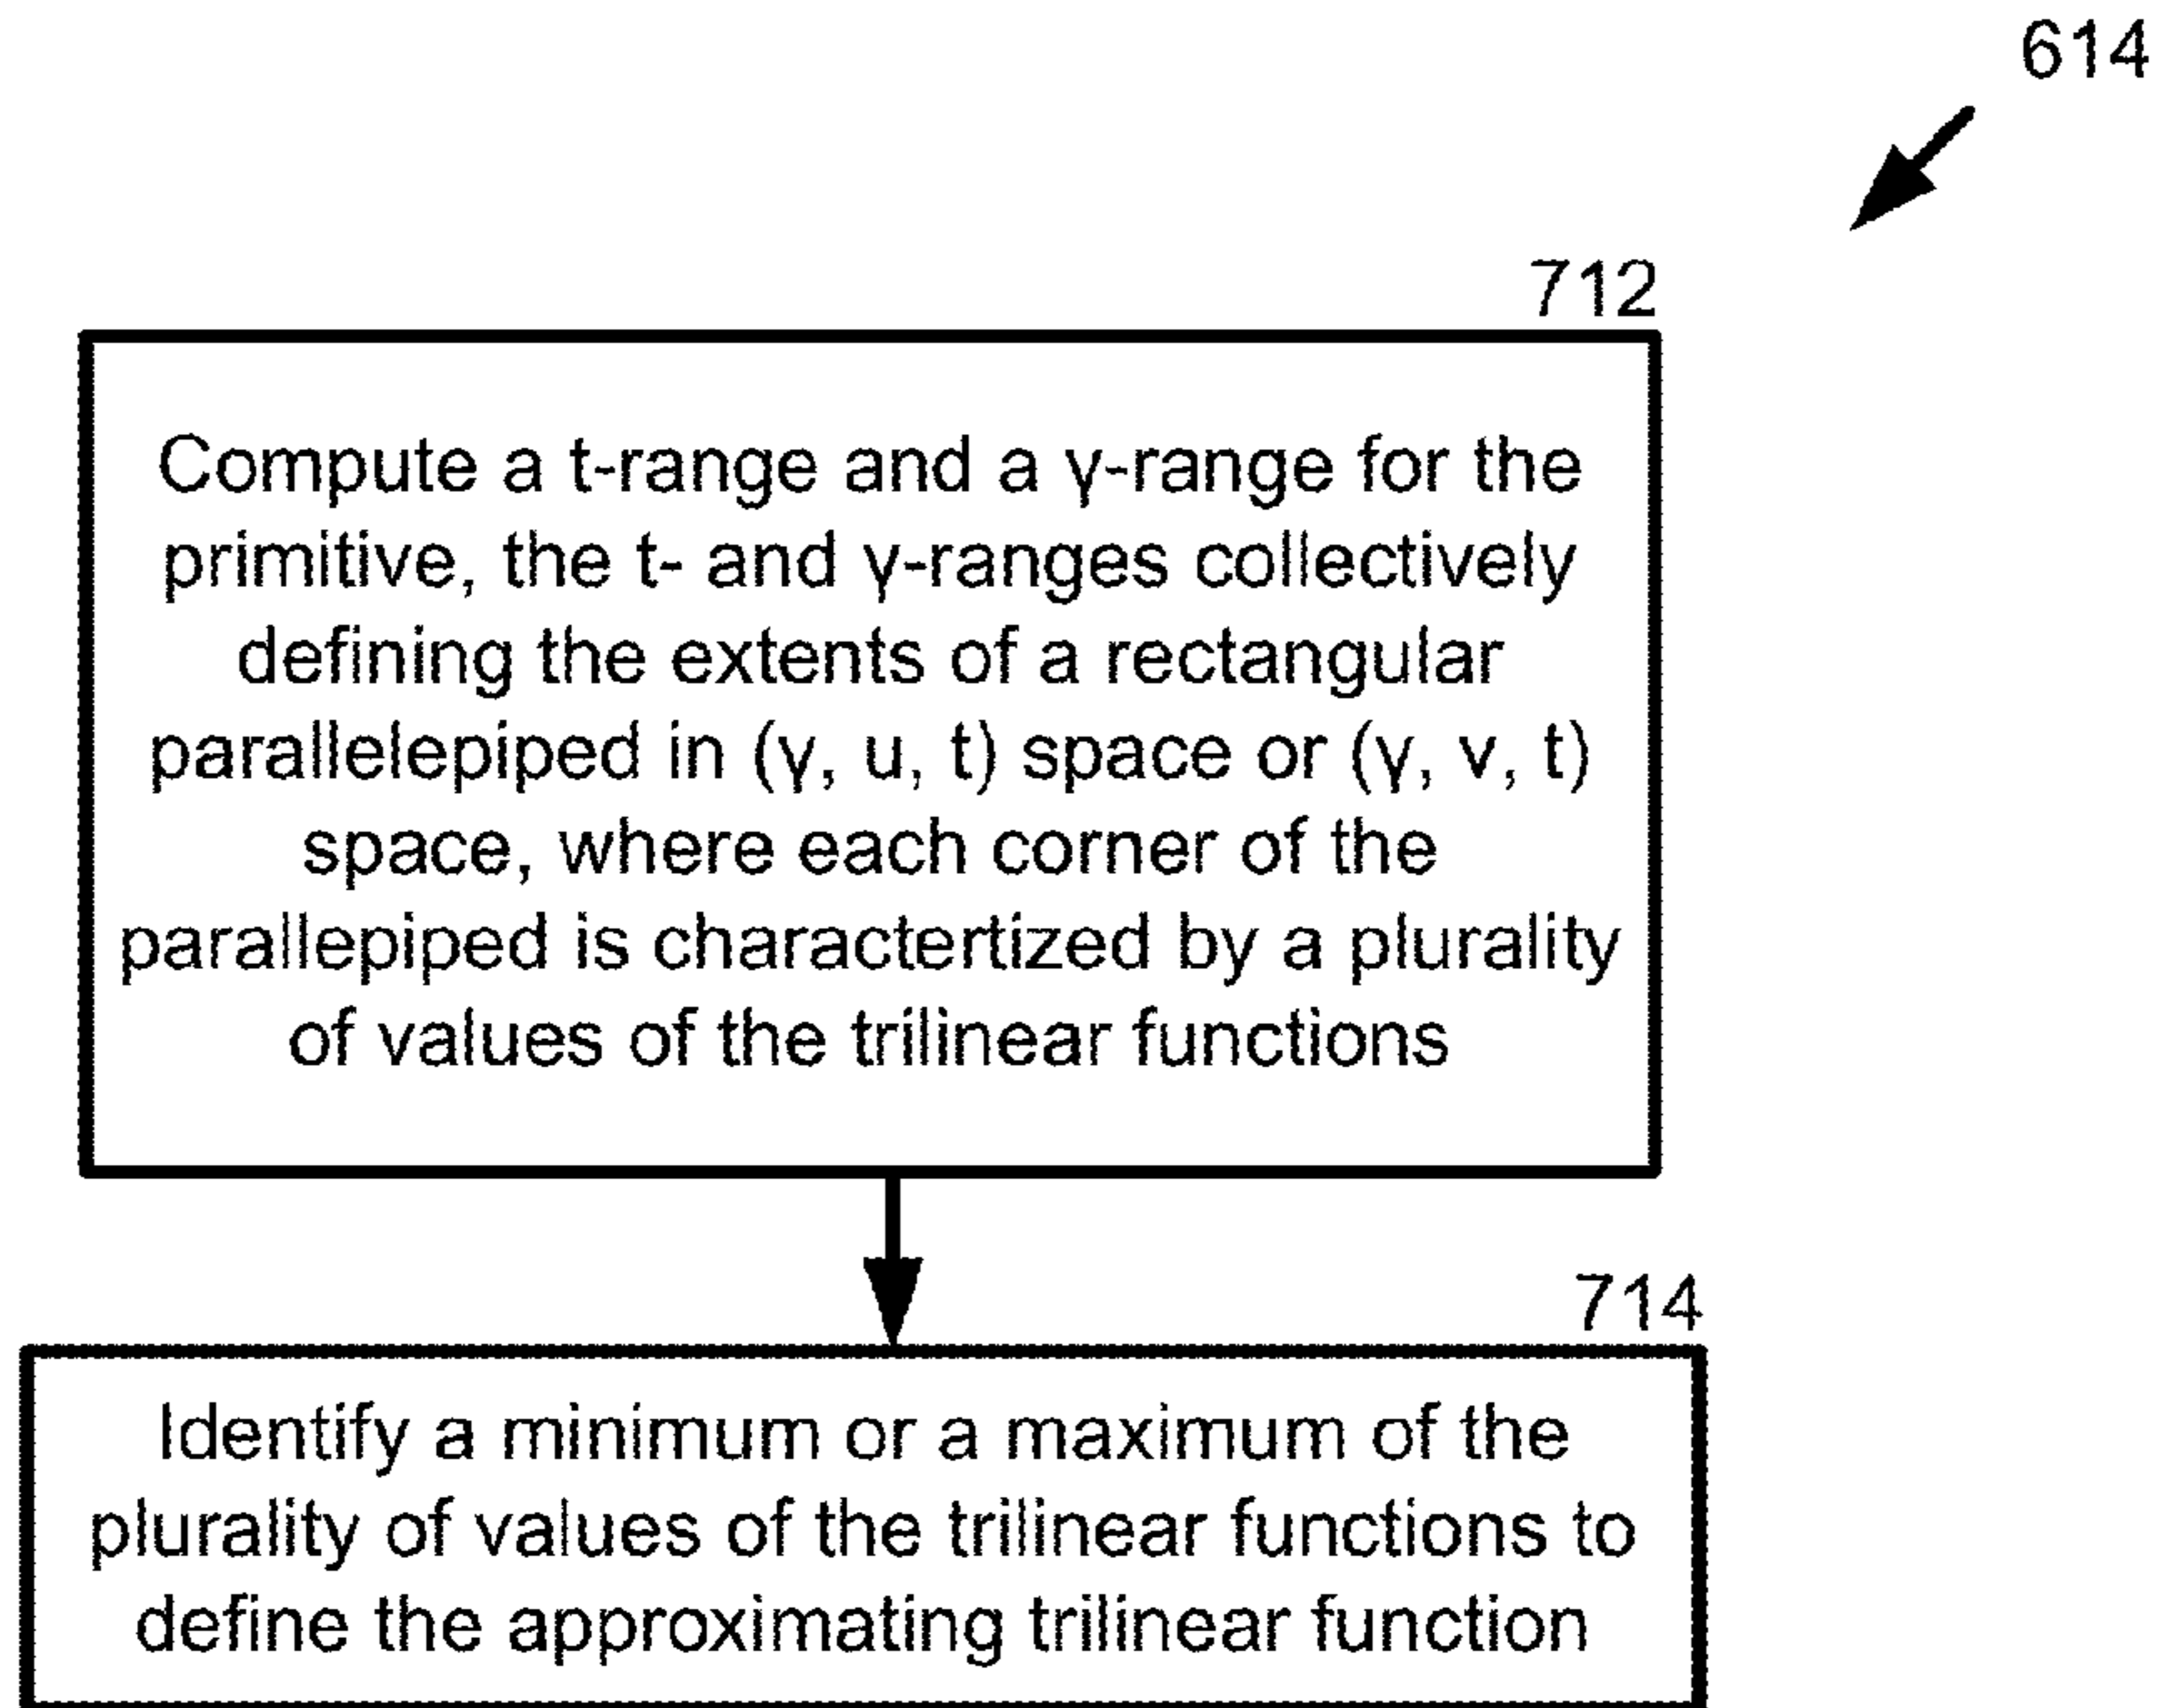 614
712
Compute a t-range and a γ-range for the
primitive, the t- and γ-ranges collectively
defining the extents of a rectangular
parallelepiped in (γ, u, t) space or (γ, v, t)
space, where each corner of the
parallepiped is charactertized by a plurality
of values of the trilinear functions
714
Identify a minimum or a maximum of the
plurality of values of the trilinear functions to
define the approximating trilinear function